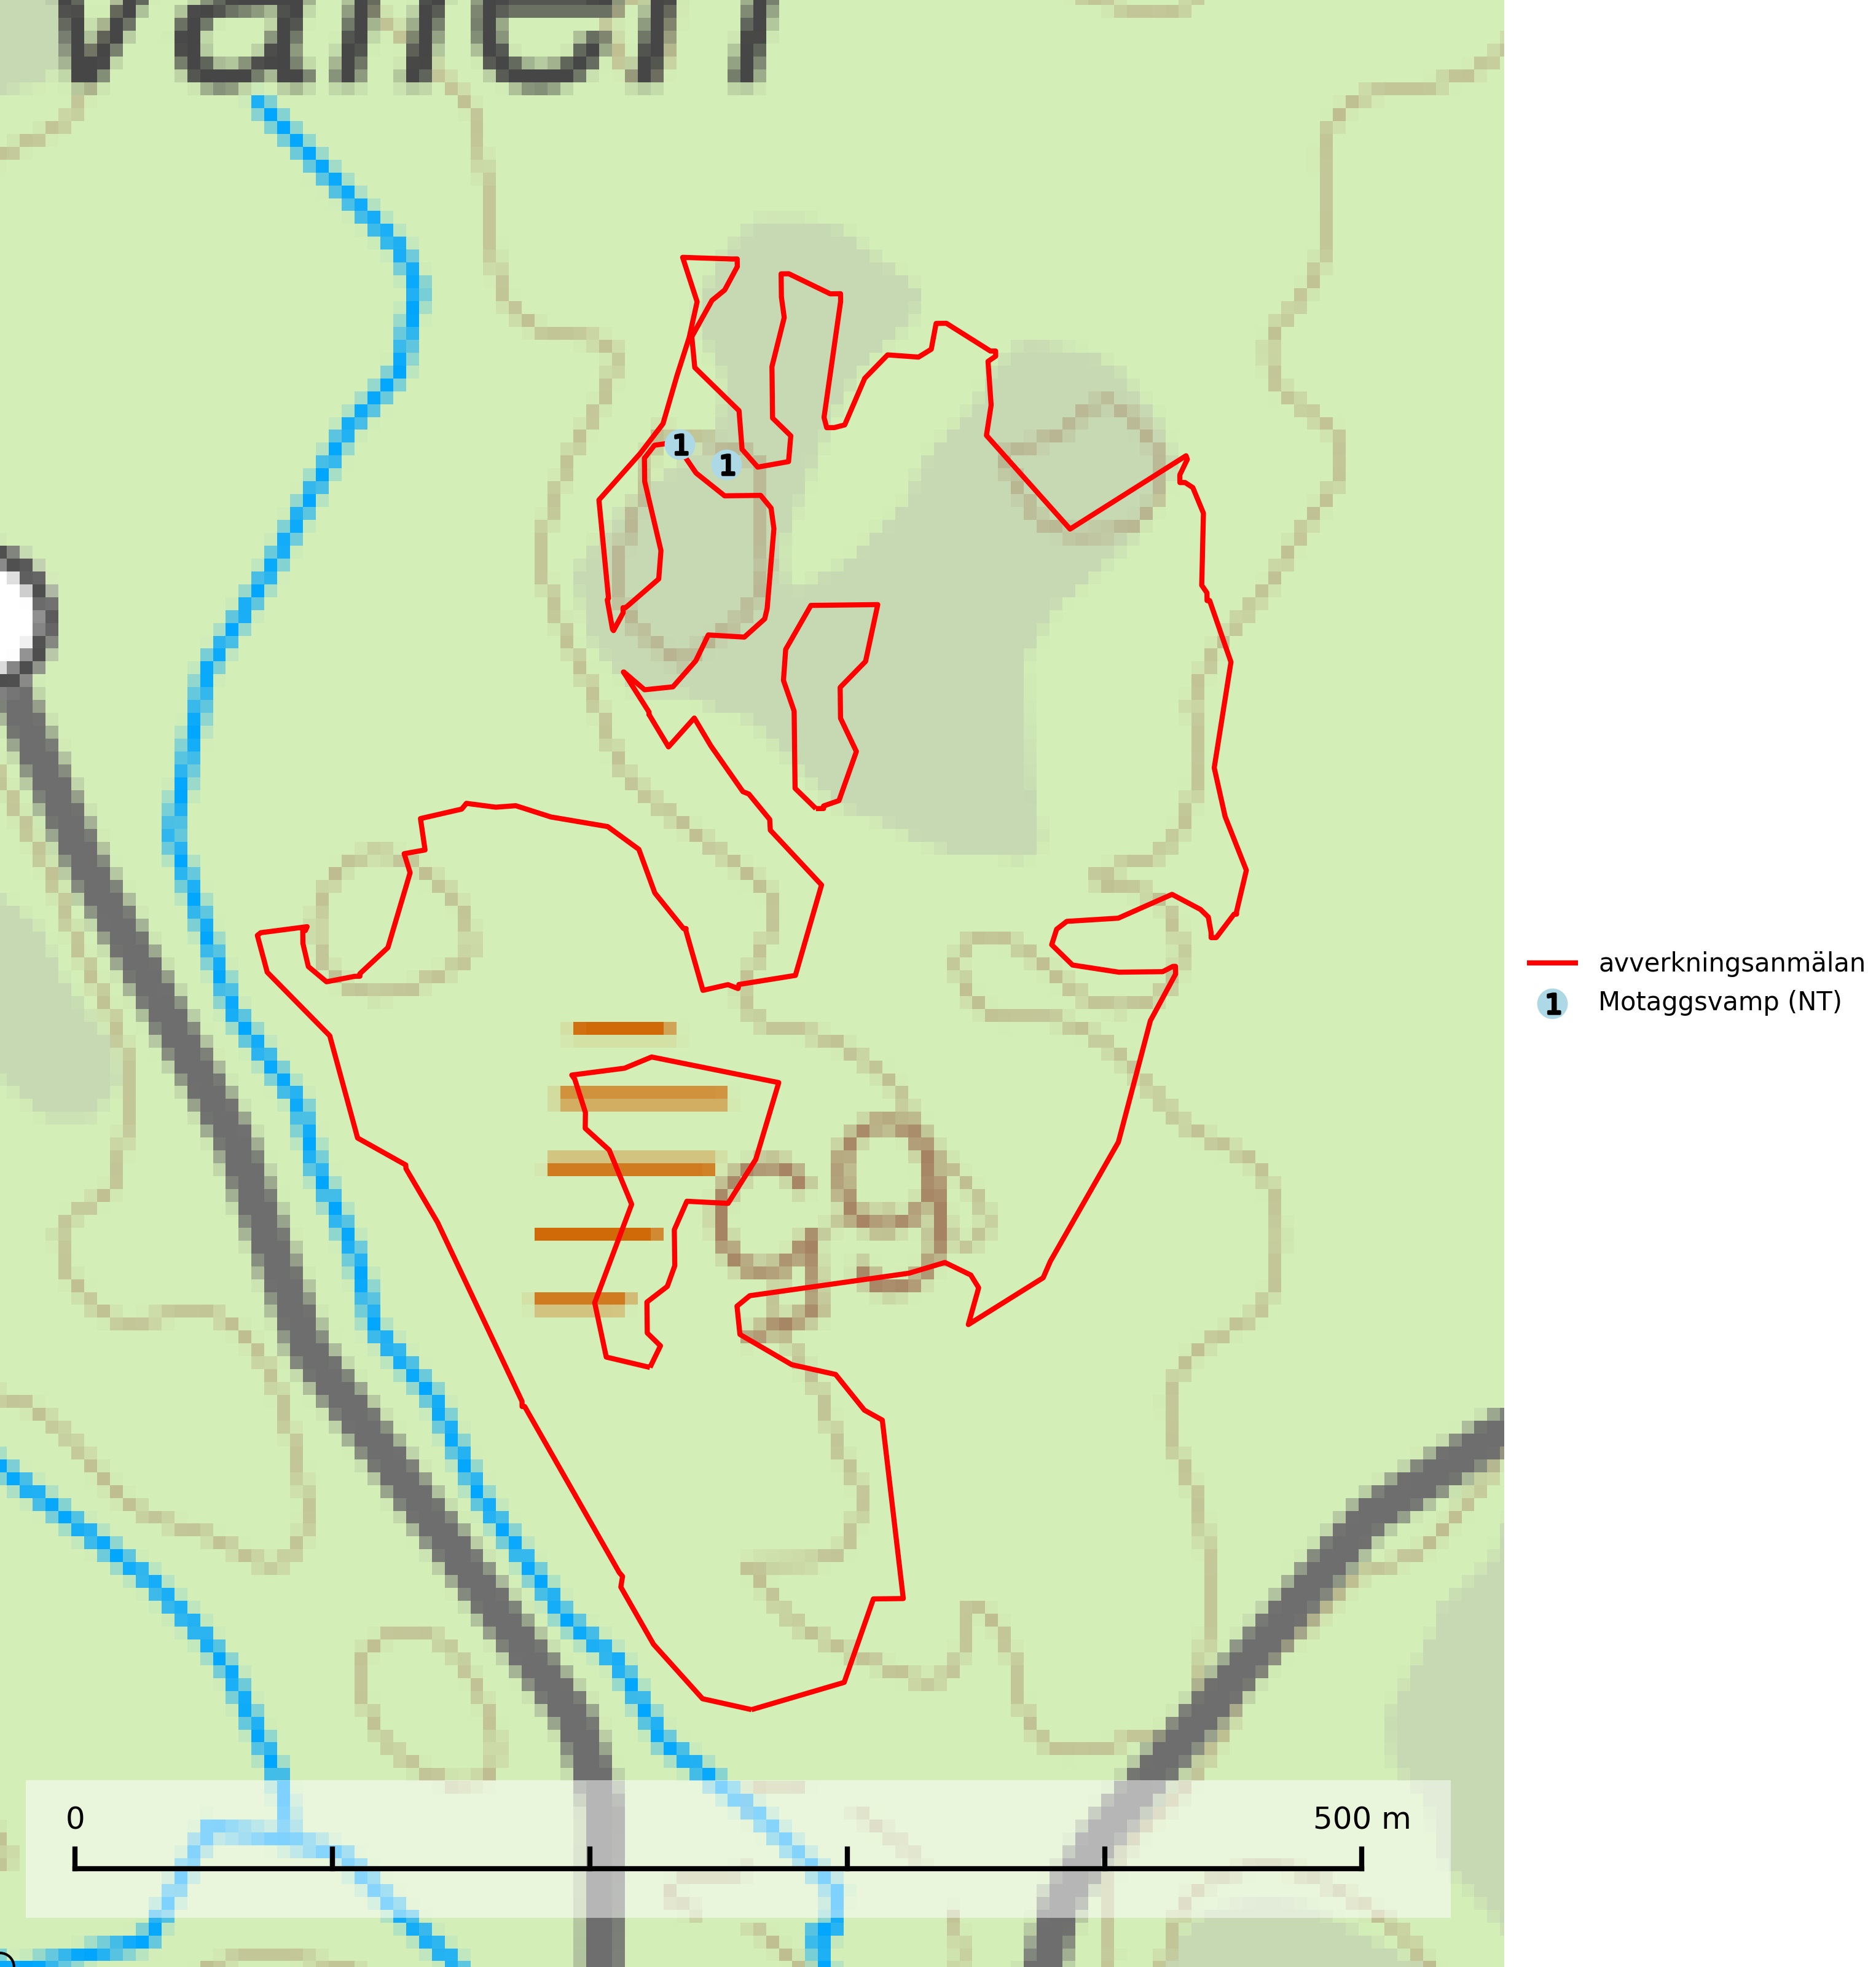 1
1
avverkningsanmälan
1 Motaggsvamp (NT)
0 500 m